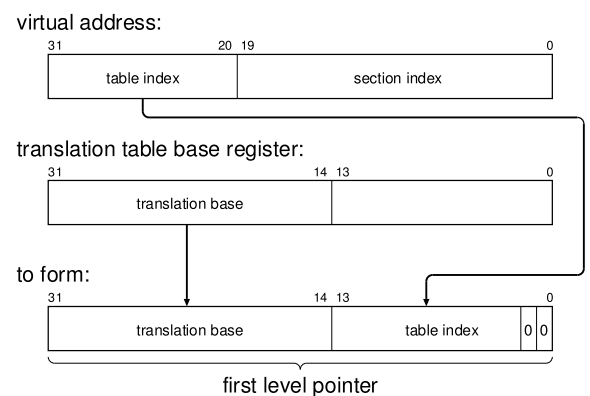 virtual address:
31 20 19 0
table index section index
translation table base register:
31 14 13 0
translation base
to form:
31 14 13 0
translation base table index 0 0
first level pointer